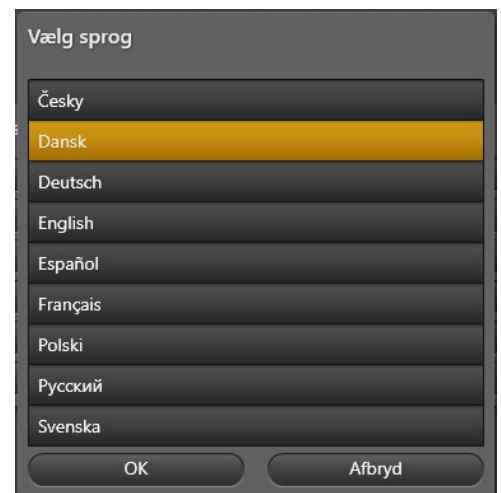 Vælg sprog
Česky
Dansk
Deutsch
English
Español
Français
Polski
Русский
Svenska
OK Afbryd